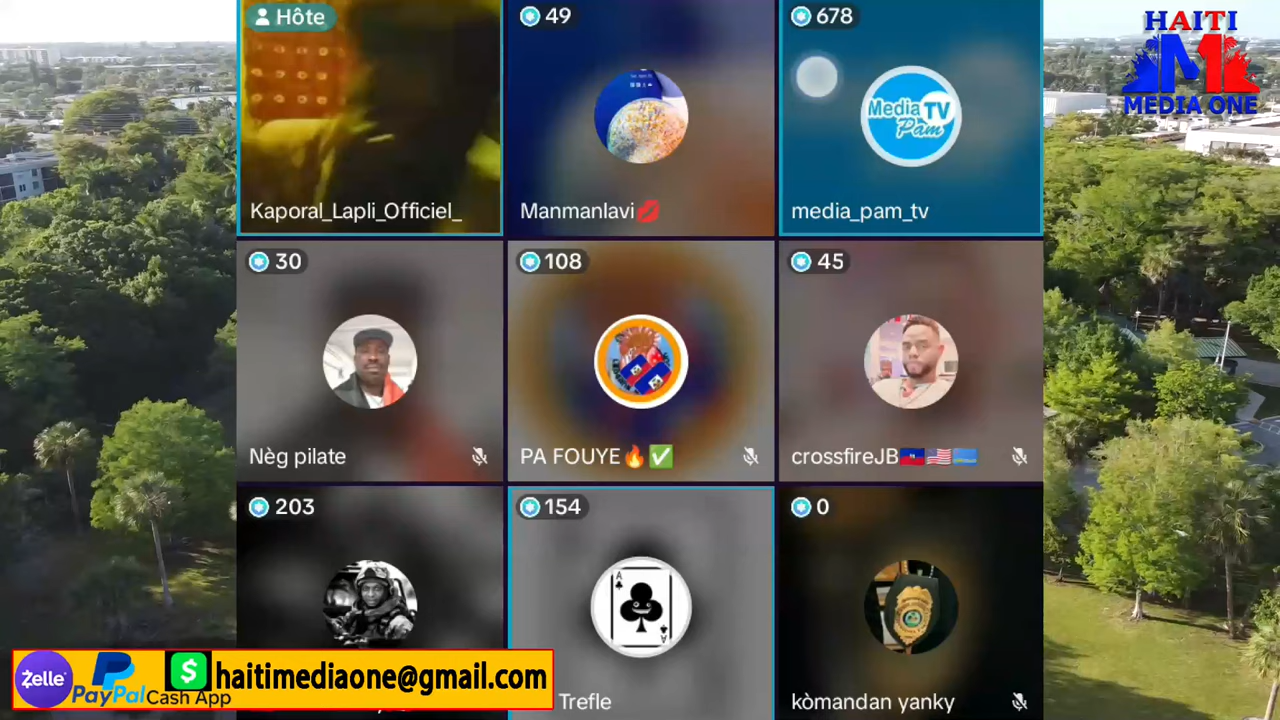 Hôte
49
678
HAITI
MEDIA ONE
Media TV
Pam
Kaporal_Lapli_Officiel_
Manmanlavi💋
media_pam_tv
30
108
45
Nèg pilate
PA FOUYE🔥✅
crossfireJB🇭🇹🇺🇸🇦🇼
203
154
0
A
A
Zelle
PayPal
Cash App
haitimediaone@gmail.com
Trefle
kòmandan yanky